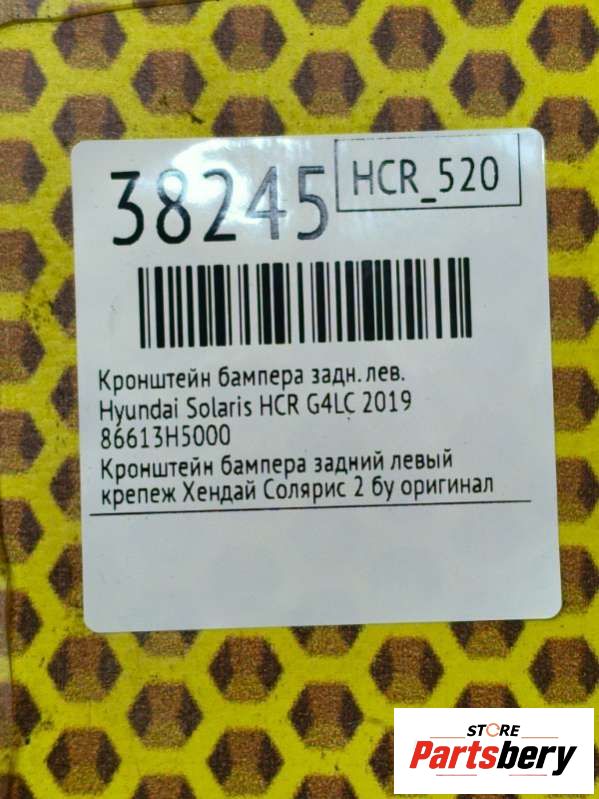 38245
HCR_520
Кронштейн бампера задн.лев.
Hyundai Solaris HCR G4LC 2019
86613H5000
Кронштейн бампера задний левый
крепеж Хендай Солярис 2 бу оригинал
STORE
Partsbery